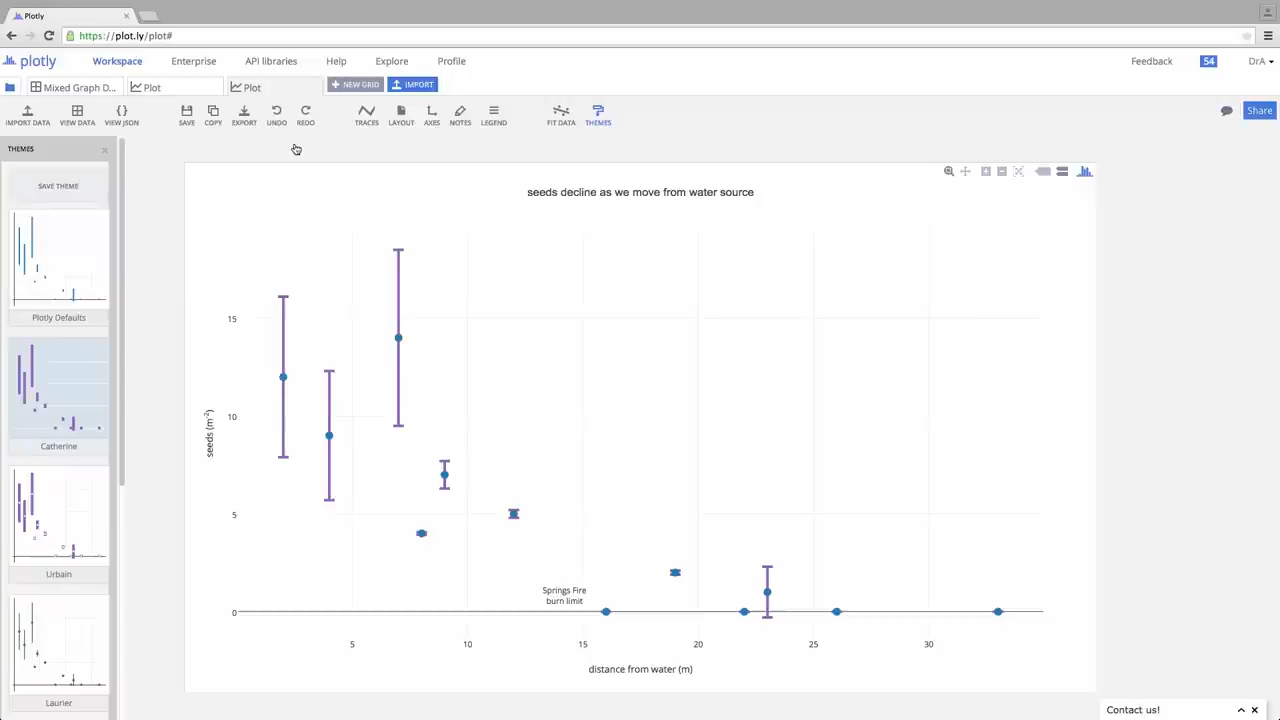 Plotly
https://plot.ly/plot#
plotly
Workspace
Enterprise
API libraries
Help
Explore
Profile
Feedback
54
DrA
Mixed Graph D...
Plot
Plot
NEW GRID
IMPORT
IMPORT DATA
VIEW DATA
VIEW JSON
SAVE
COPY
EXPORT
UNDO
REDO
TRACES
LAYOUT
AXES
NOTES
LEGEND
FIT DATA
THEMES
Share
THEMES
SAVE THEME
Plotly Defaults
Catherine
Urbain
Laurier
seeds decline as we move from water source
seeds (m-2)
15
10
5
0
Springs Fire
burn limit
5
10
15
20
25
30
distance from water (m)
Contact us!